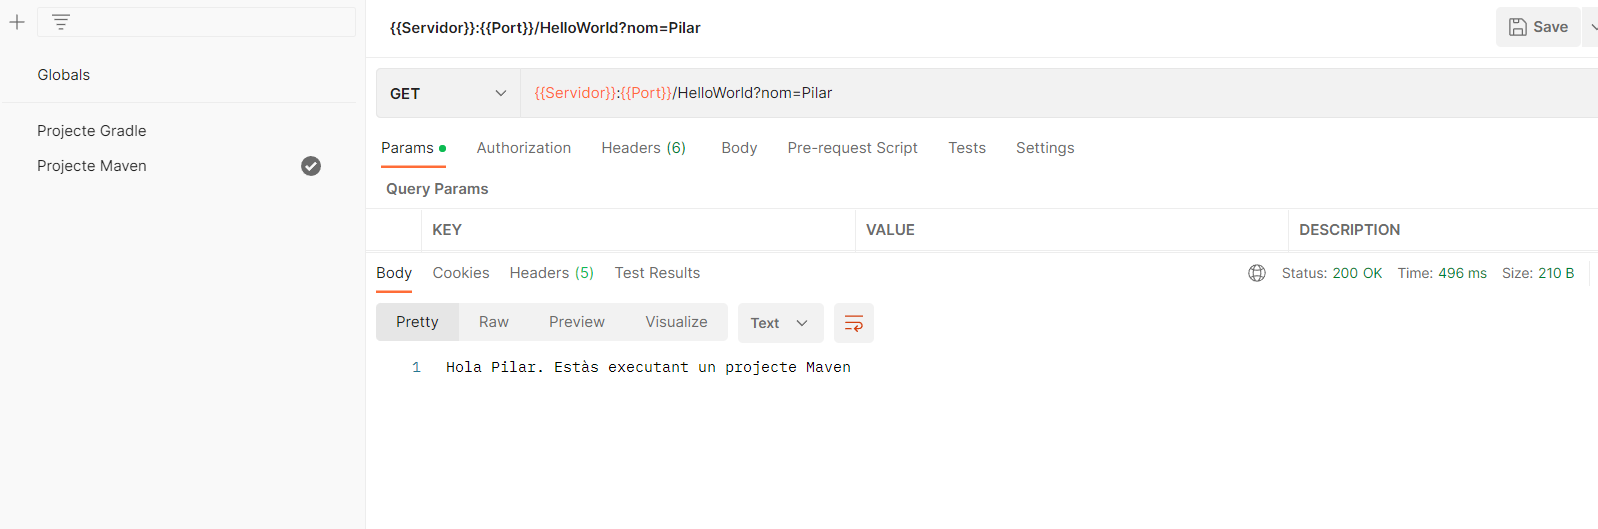 Globals
Projecte Gradle
Projecte Maven
{{Servidor}}:{{Port}}/HelloWorld?nom=Pilar
Save
GET
{{Servidor}}:{{Port}}/HelloWorld?nom=Pilar
Params Authorization Headers (6) Body Pre-request Script Tests Settings
Query Params
KEY VALUE DESCRIPTION
Body Cookies Headers (5) Test Results Status: 200 OK Time: 496 ms Size: 210 B
Pretty Raw Preview Visualize Text
1 Hola Pilar. Estàs executant un projecte Maven